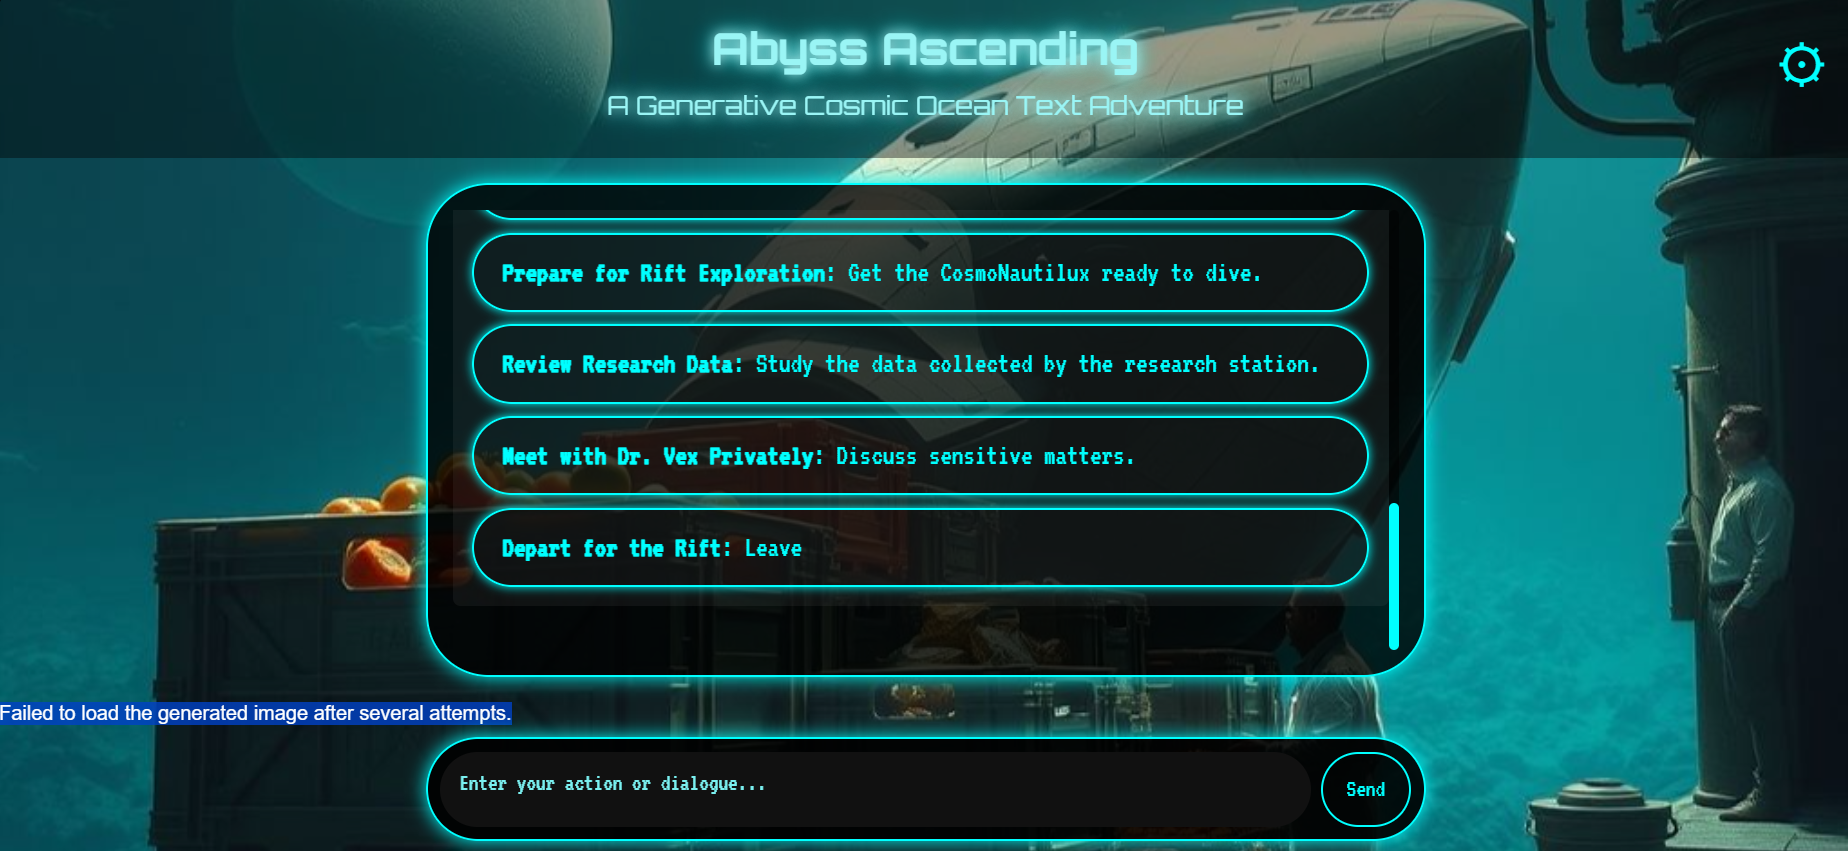 Abyss Ascending
A Generative Cosmic Ocean Text Adventure
Prepare for Rift Exploration: Get the CosmoNautilux ready to dive.
Review Research Data: Study the data collected by the research station.
Meet with Dr. Vex Privately: Discuss sensitive matters.
Depart for the Rift: Leave
Failed to load the generated image after several attempts.
Enter your action or dialogue...
Send